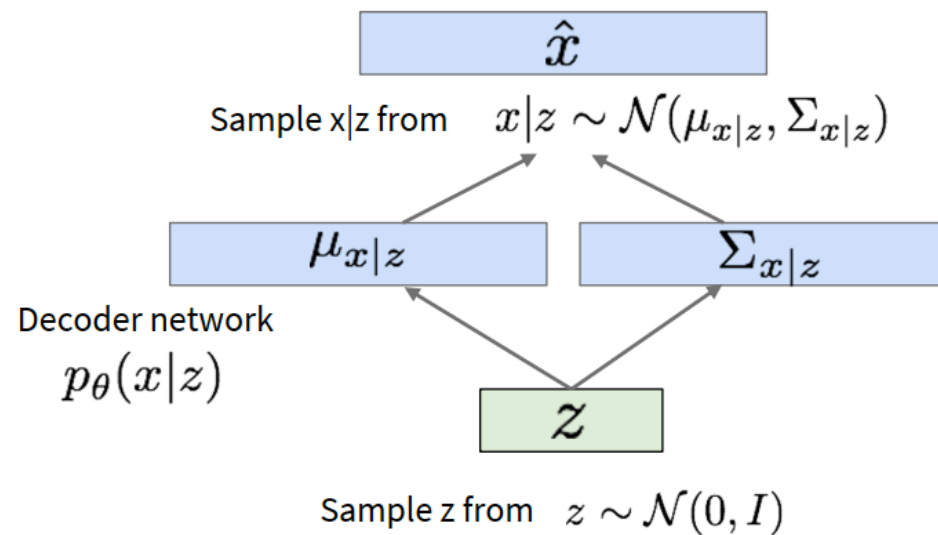 x̂
Sample x|z from x|z ∼ 𝒩(μ_{x|z}, Σ_{x|z})
μ_{x|z} Σ_{x|z}
Decoder network
p_θ(x|z)
z
Sample z from z ∼ 𝒩(0, I)